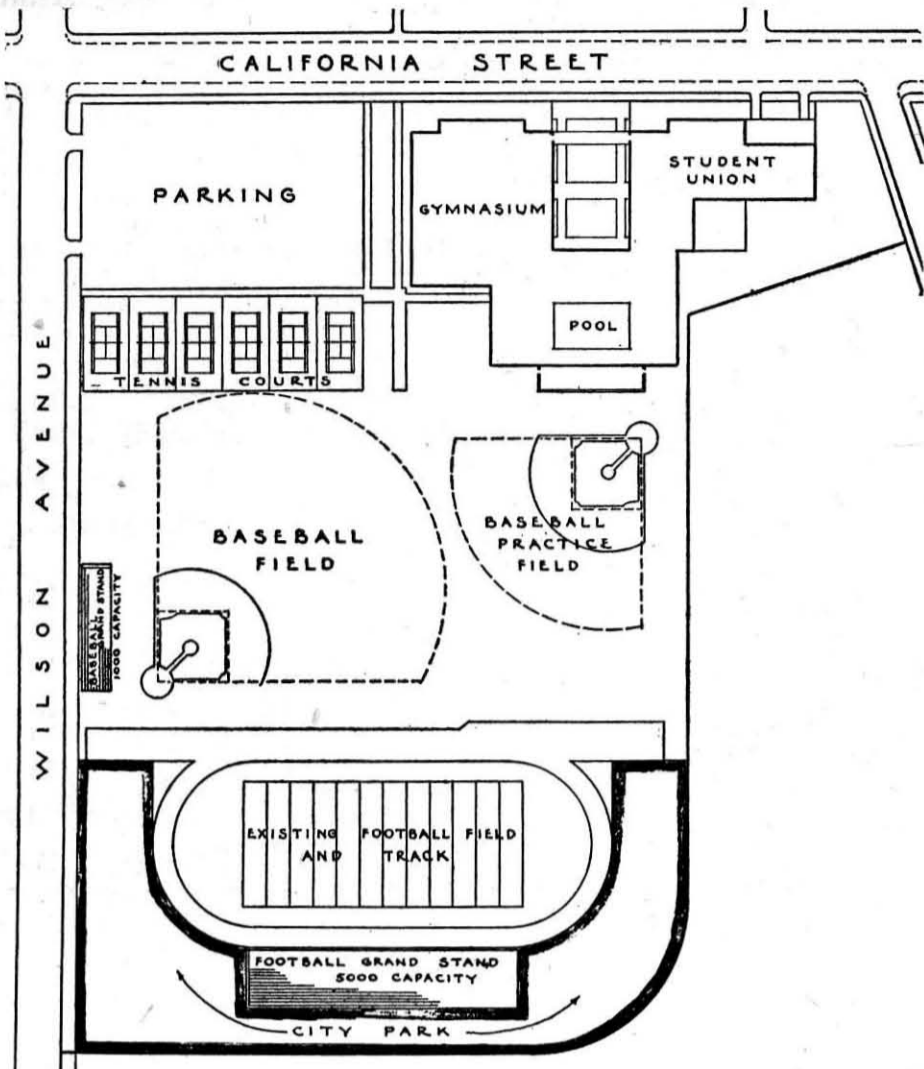 CALIFORNIA STREET
PARKING
GYMNASIUM
STUDENT
UNION
POOL
TENNIS COURTS
WILSON AVENUE
BASEBALL
FIELD
BASEBALL
PRACTICE
FIELD
BASEBALL
GRAND STAND
1000 CAPACITY
EXISTING FOOTBALL FIELD
AND TRACK
FOOTBALL GRAND STAND
5000 CAPACITY
CITY PARK